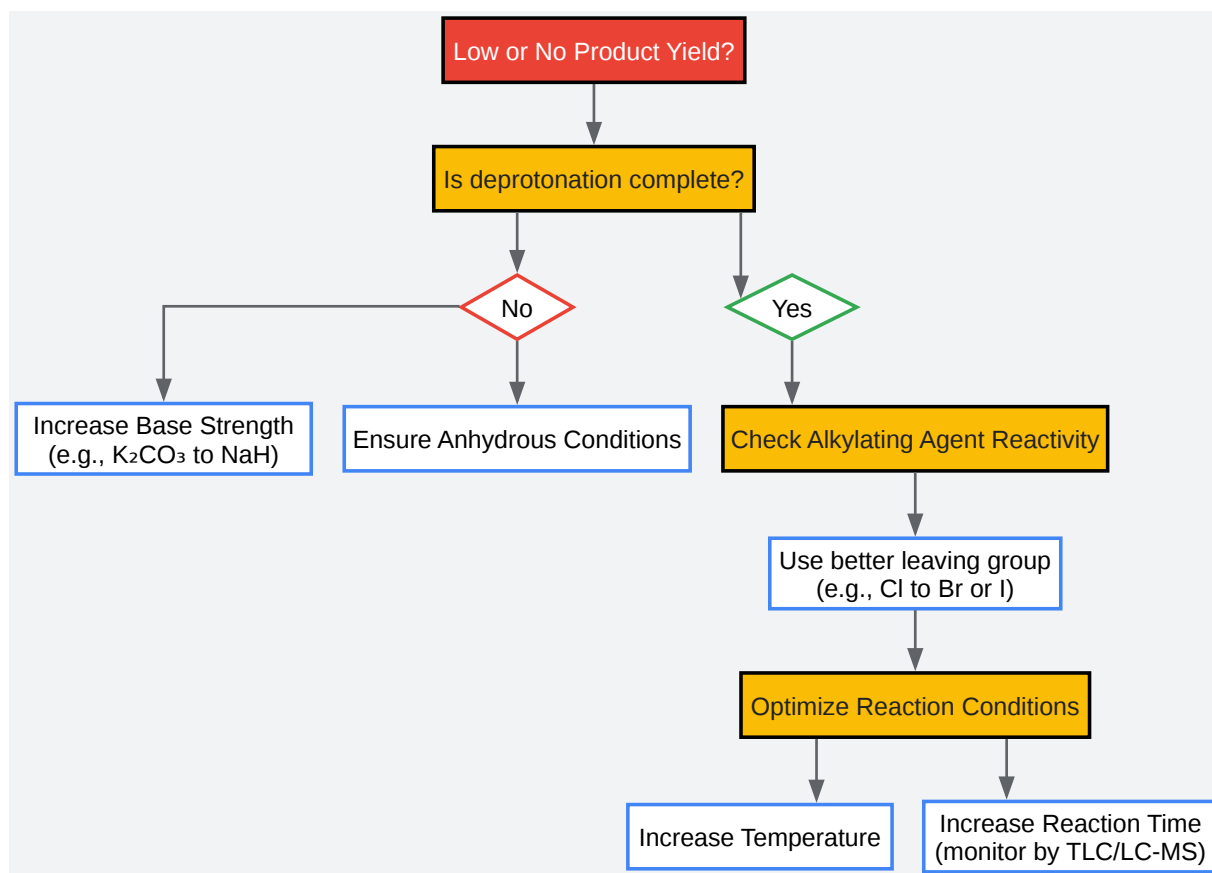 Low or No Product Yield?
Is deprotonation complete?
No
Yes
Increase Base Strength
(e.g., K₂CO₃ to NaH)
Ensure Anhydrous Conditions
Check Alkylating Agent Reactivity
Use better leaving group
(e.g., Cl to Br or I)
Optimize Reaction Conditions
Increase Temperature
Increase Reaction Time
(monitor by TLC/LC-MS)